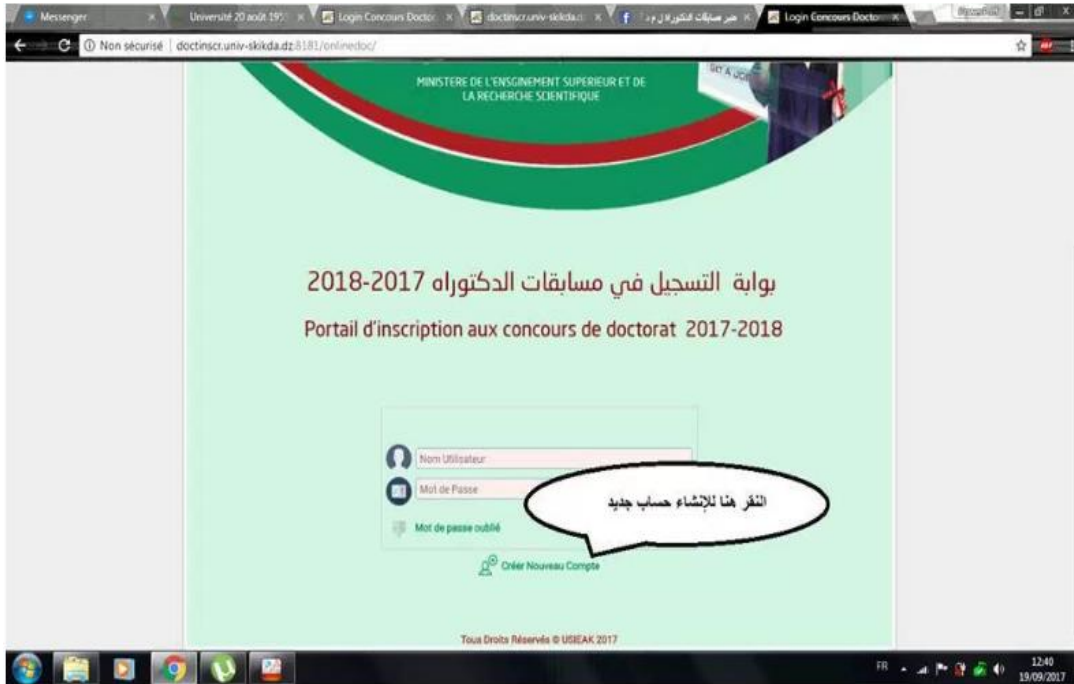 Messenger
Université 20 août 195
Login Concours Doctor
doctinscr.univ-skikda.d
Login Concours Doctor
Non sécurisé | doctinscr.univ-skikda.dz:8181/onlinedoc/
MINISTERE DE L'ENSGINEMENT SUPERIEUR ET DE
LA RECHERCHE SCIENTIFIQUE
بوابة التسجيل في مسابقات الدكتوراه 2017-2018
Portail d'inscription aux concours de doctorat 2017-2018
Nom Utilisateur
Mot de Passe
النقر هنا للإنشاء حساب جديد
Mot de passe oublié
Créer Nouveau Compte
Tous Droits Réservés © USIEAK 2017
FR
12:40
19/09/2017